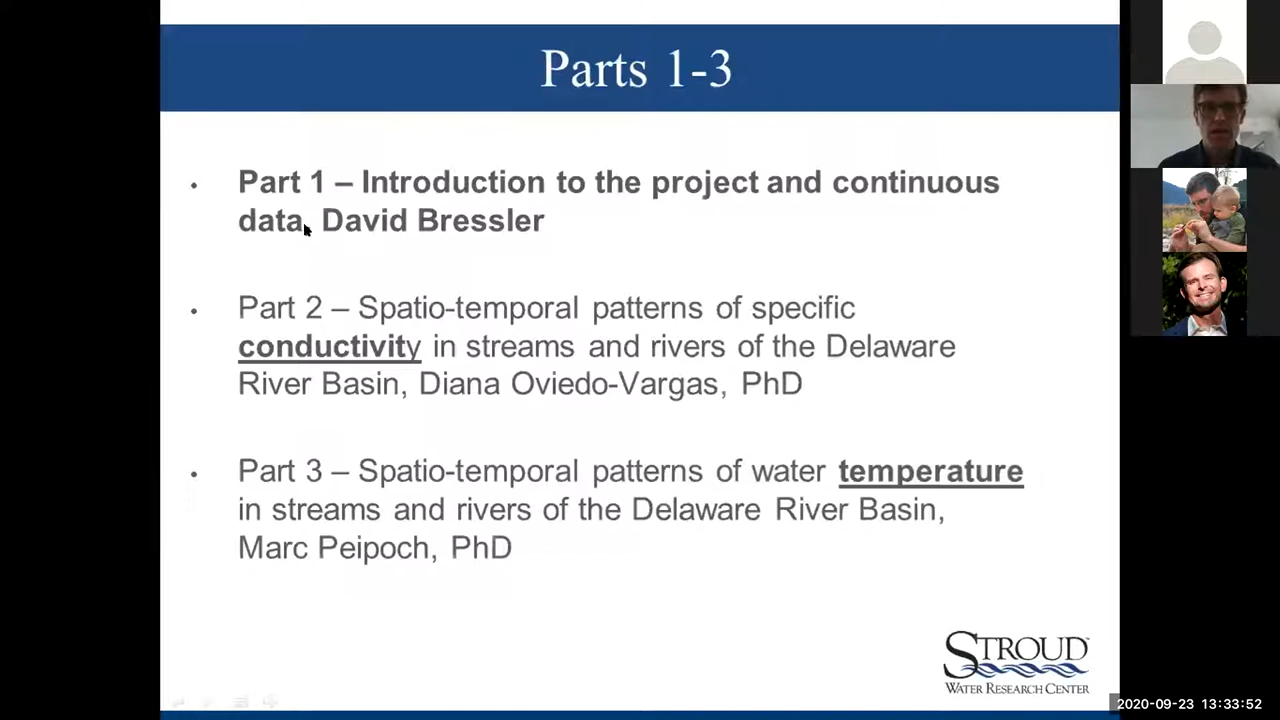 Parts 1-3
• Part 1 – Introduction to the project and continuous
data, David Bressler
• Part 2 – Spatio-temporal patterns of specific
conductivity in streams and rivers of the Delaware
River Basin, Diana Oviedo-Vargas, PhD
• Part 3 – Spatio-temporal patterns of water temperature
in streams and rivers of the Delaware River Basin,
Marc Peipoch, PhD
STROUD
WATER RESEARCH CENTER
2020-09-23 13:33:52